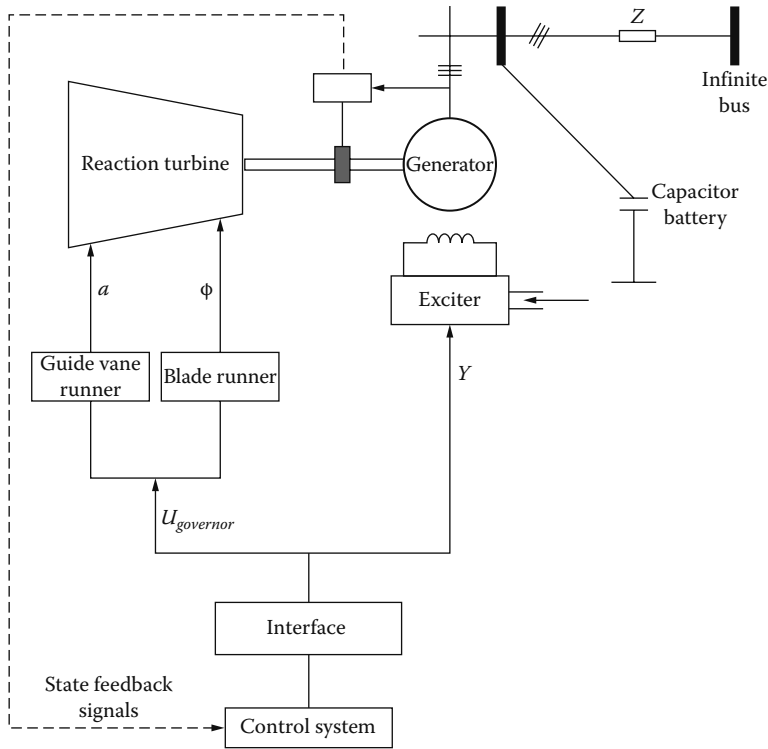 Z
Infinite
bus
Reaction turbine
Generator
Capacitor
battery
a
ϕ
Exciter
Guide vane
runner
Blade runner
Y
U governor
Interface
State feedback
signals
Control system